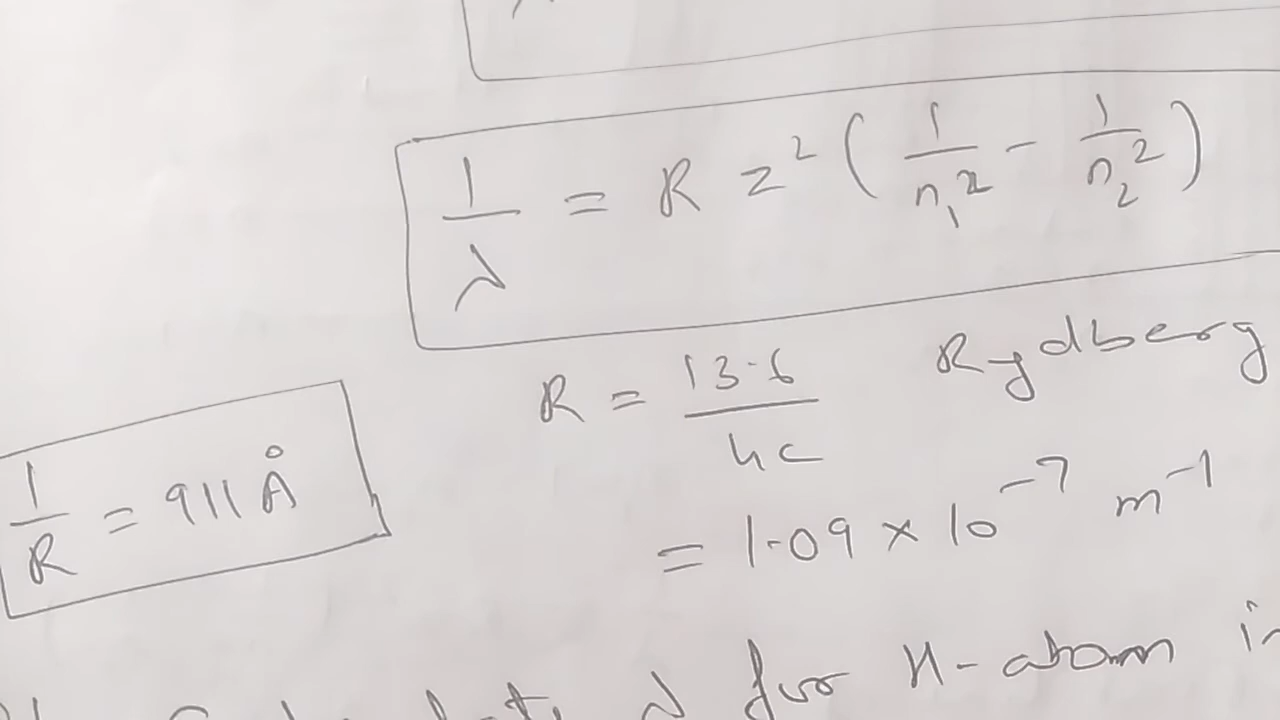 1/λ = R z² ( 1/n₁² - 1/n₂² )
R = 13.6/hc Rydberg
1/R = 911 Å
= 1.09 × 10⁻⁷ m⁻¹
λ for H-atom in